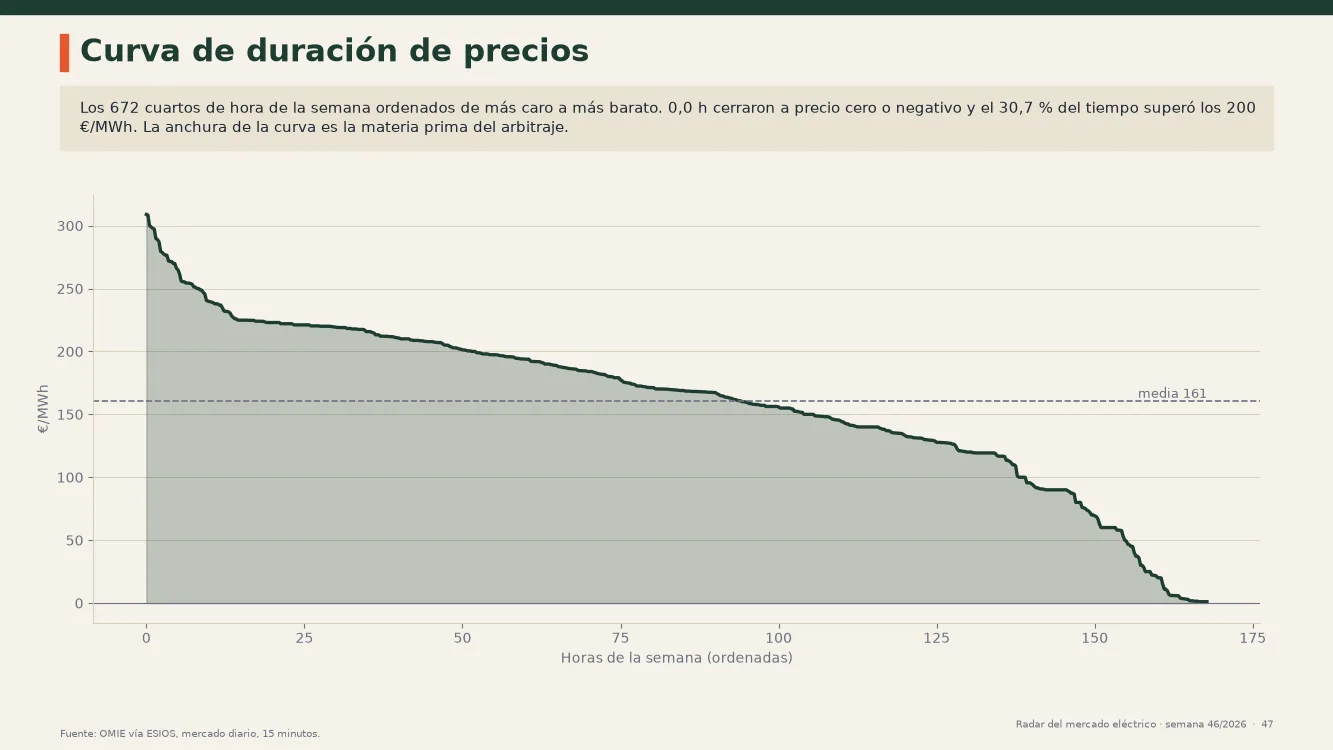 Curva de duración de precios
Los 672 cuartos de hora de la semana ordenados de más caro a más barato. 0,0 h cerraron a precio cero o negativo y el 30,7 % del tiempo superó los 200
€/MWh. La anchura de la curva es la materia prima del arbitraje.
300
250
200
150
100
50
0
€/MWh
media 161
0
25
50
75
100
125
150
175
Horas de la semana (ordenadas)
Radar del mercado eléctrico · semana 46/2026 · 47
Fuente: OMIE vía ESIOS, mercado diario, 15 minutos.